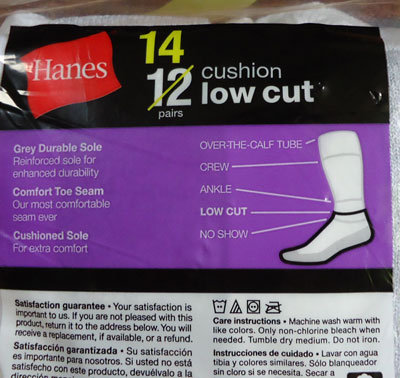 Hanes
14
12
pairs
cushion
low cut
Grey Durable Sole
Reinforced sole for
enhanced durability
Comfort Toe Seam
Our most comfortable
seam ever
Cushioned Sole
For extra comfort
OVER-THE-CALF TUBE
CREW
ANKLE
LOW CUT
NO SHOW
Satisfaction guarantee • Your satisfaction is
important to us. If you are not pleased with this
product, return it to the address below. You will
receive a replacement, if available, or a refund.
Satisfacción garantizada • Su satisfacción
es importante para nosotros. Si usted no está
satisfecho con este producto, devuélvalo a la
Care instructions • Machine wash warm with
like colors. Only non-chlorine bleach when
needed. Tumble dry medium. Do not iron.
Instrucciones de cuidado • Lavar con agua
tibia y colores similares. Sólo blanqueador
sin cloro si se necesita. Secar a